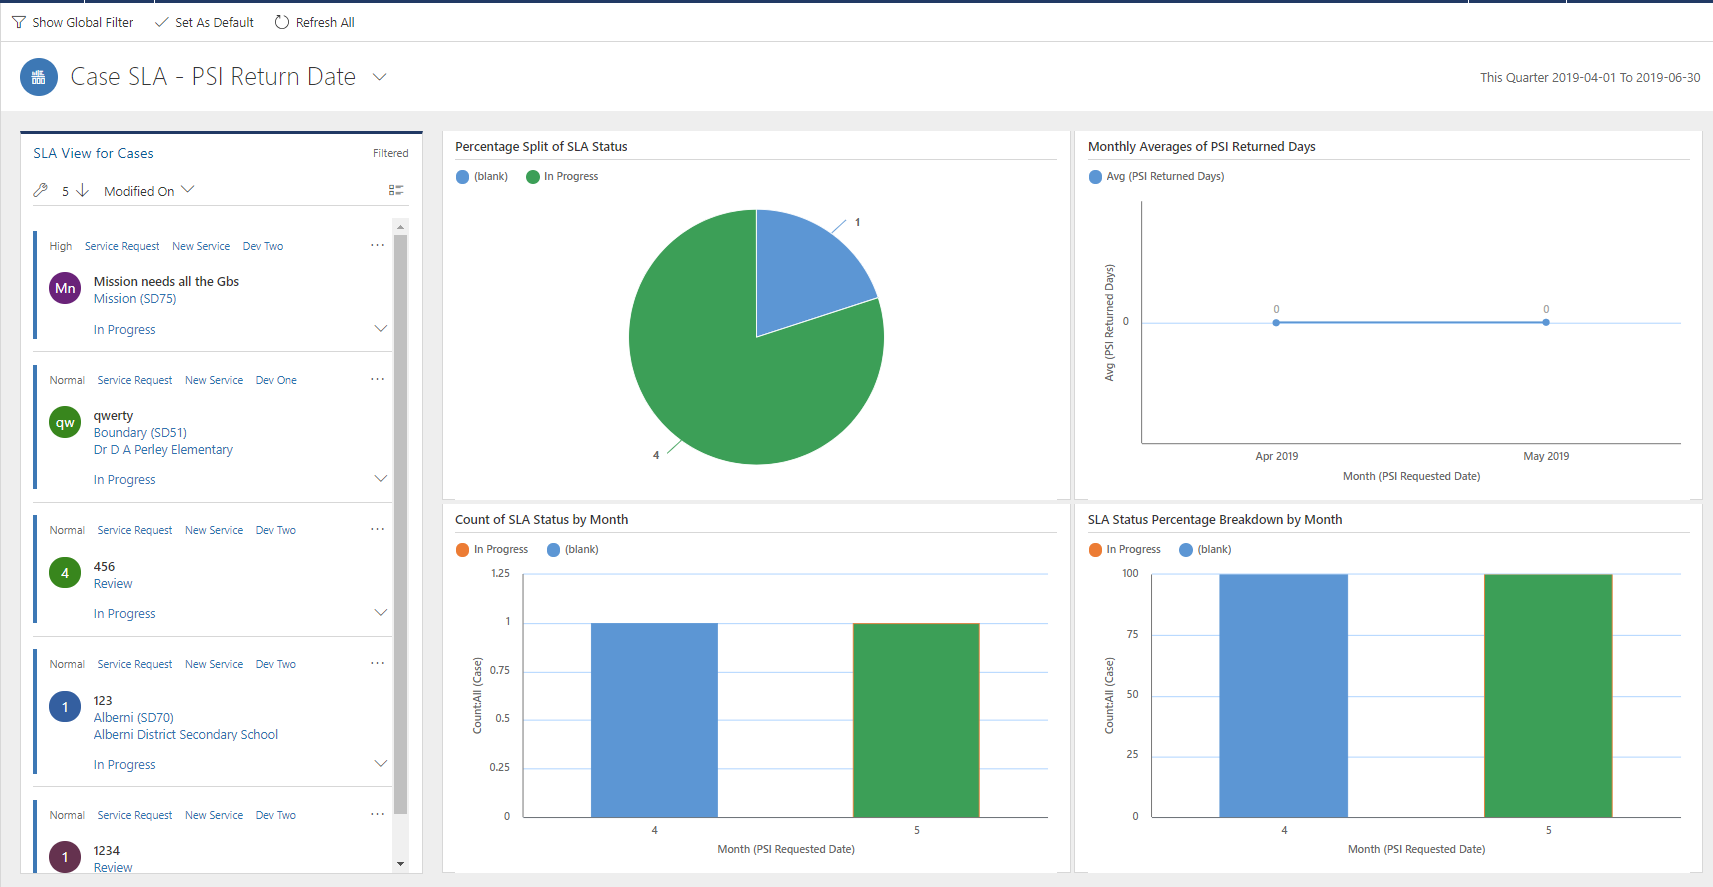 Show Global Filter
Set As Default
Refresh All
Case SLA - PSI Return Date
This Quarter 2019-04-01 To 2019-06-30
SLA View for Cases
Filtered
5
Modified On
High Service Request New Service Dev Two ...
Mn
Mission needs all the Gbs
Mission (SD75)
In Progress
Normal Service Request New Service Dev One ...
qw
qwerty
Boundary (SD51)
Dr D A Perley Elementary
In Progress
Normal Service Request New Service Dev Two ...
4
456
Review
In Progress
Normal Service Request New Service Dev Two ...
1
123
Alberni (SD70)
Alberni District Secondary School
In Progress
Normal Service Request New Service Dev Two ...
1
1234
Review
Percentage Split of SLA Status
(blank) In Progress
1
4
Monthly Averages of PSI Returned Days
Avg (PSI Returned Days)
Avg (PSI Returned Days)
0
0
0
Apr 2019
May 2019
Month (PSI Requested Date)
Count of SLA Status by Month
In Progress (blank)
Count:All (Case)
1.25
1
0.75
0.5
0.25
0
4
5
Month (PSI Requested Date)
SLA Status Percentage Breakdown by Month
In Progress (blank)
Count:All (Case)
100
75
50
25
0
4
5
Month (PSI Requested Date)